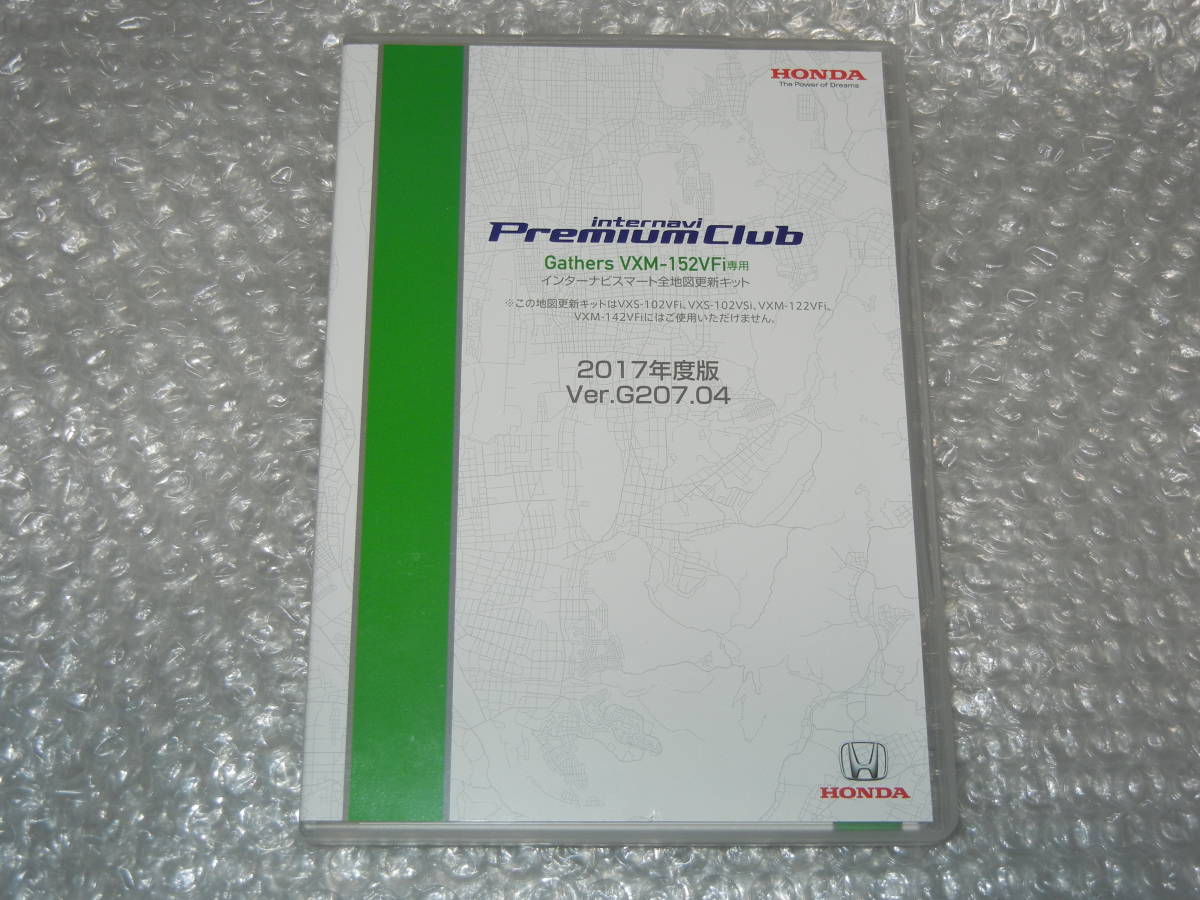 HONDA
The Power of Dreams
internavi
Premium Club
Gathers VXM-152VFi専用
インターナビスマート全地図更新キット
※この地図更新キットはVXS-102VFi、VXS-102VSi、VXM-122VFi、
VXM-142VFiにはご使用いただけません。
2017年度版
Ver.G207.04
HONDA